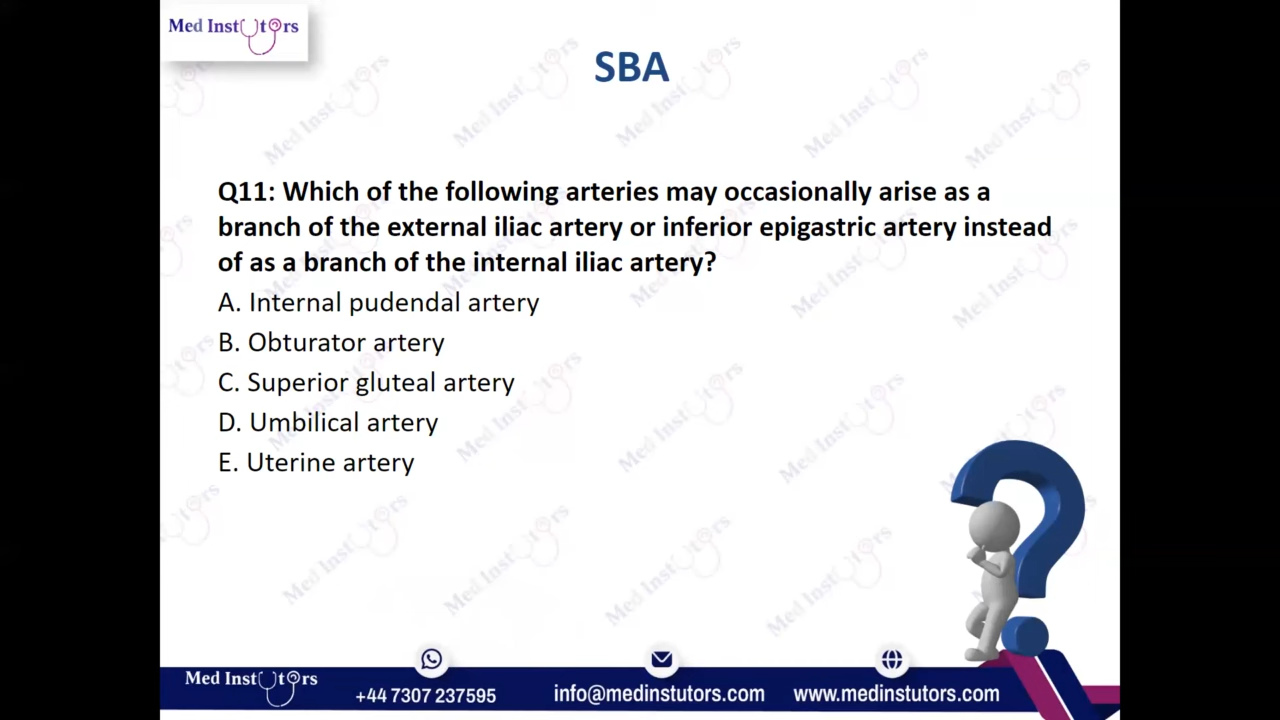 Med Instutors
SBA
Q11: Which of the following arteries may occasionally arise as a
branch of the external iliac artery or inferior epigastric artery instead
of as a branch of the internal iliac artery?
A. Internal pudendal artery
B. Obturator artery
C. Superior gluteal artery
D. Umbilical artery
E. Uterine artery
Med Instutors
+44 7307 237595
info@medinstutors.com
www.medinstutors.com